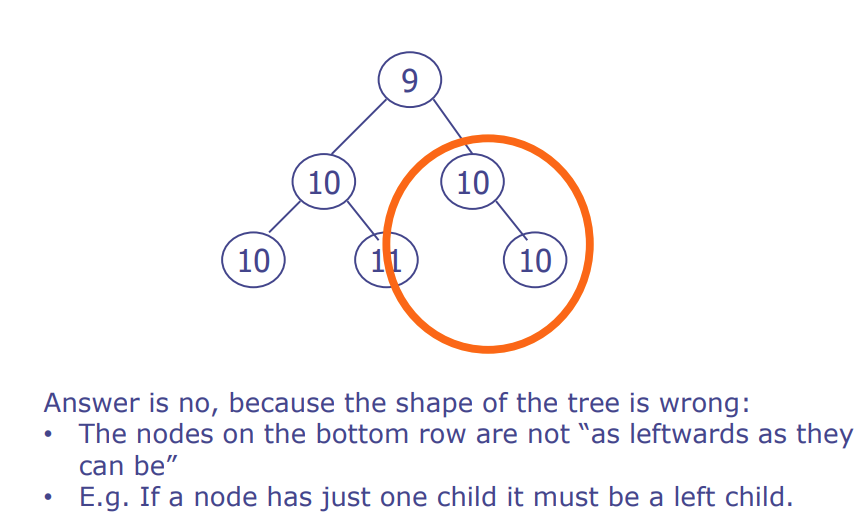 9
10 10
10 11 10
Answer is no, because the shape of the tree is wrong:
• The nodes on the bottom row are not “as leftwards as they
can be”
• E.g. If a node has just one child it must be a left child.